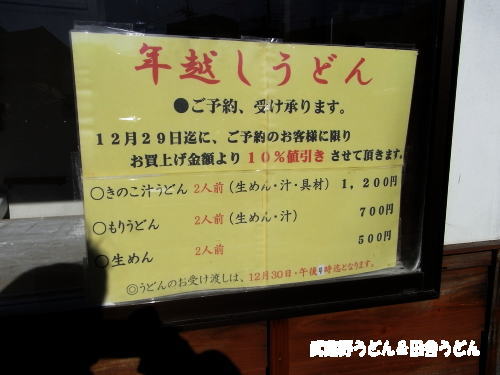 年越しうどん
●ご予約、受け承ります。
12月29日迄に、ご予約のお客様に限り
お買上げ金額より 10%値引き させて頂きます。
○きのこ汁うどん 2人前 (生めん・汁・具材) 1,200円
○もりうどん 2人前 (生めん・汁) 700円
○生めん 2人前 500円
◎うどんのお受け渡しは、12月30日・午後 時迄となります。
武蔵野うどん&田舎うどん